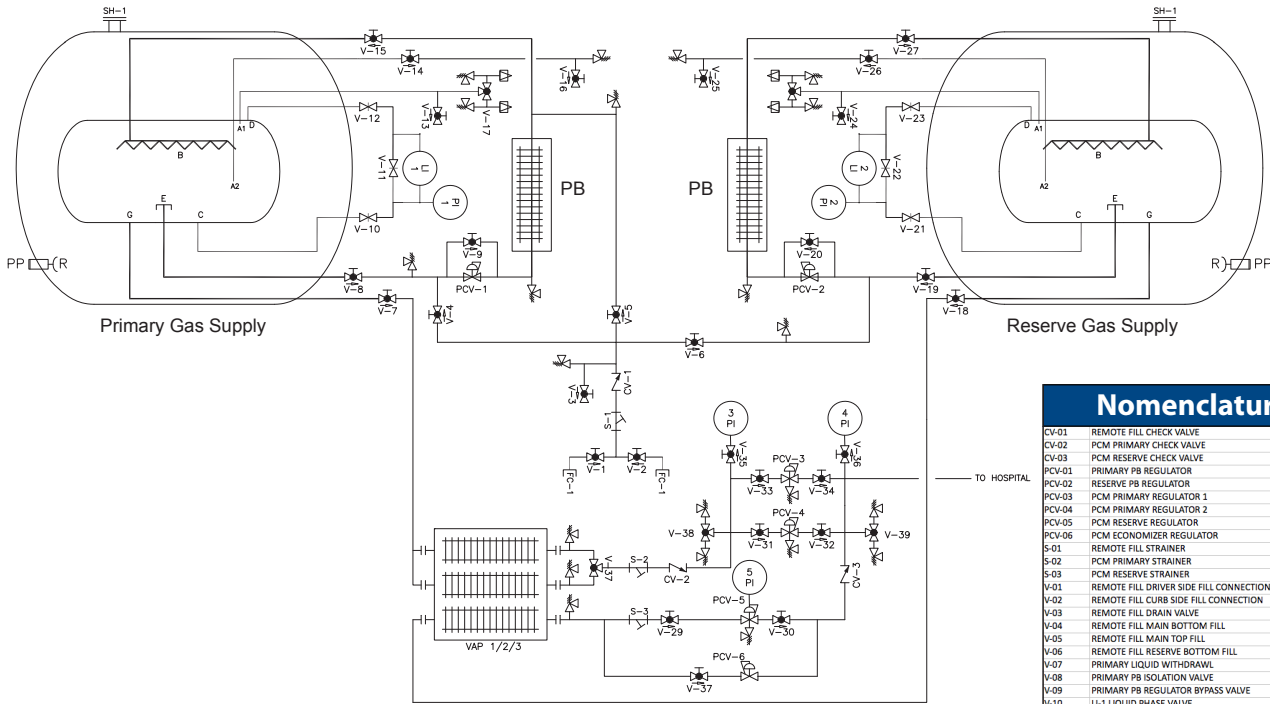 SH-1
SH-1
V-15
V-27
V-14
V-26
V-16
V-25
V-12
V-13
V-17
V-24
V-23
A1
D
A1
D
B
B
V-11
LI
1
PB
PB
2
LI
V-22
A2
A2
PI
1
2
PI
E
E
G
C
C
G
V-10
V-21
V-9
V-20
PP
R
R
PP
V-8
PCV-1
PCV-2
V-19
V-7
V-18
V-4
V-5
Primary Gas Supply
Reserve Gas Supply
V-6
CV-1
V-3
S-1
3
PI
4
PI
V-35
V-36
V-1
V-2
FC-1
FC-1
PCV-3
V-33
V-34
TO HOSPITAL
PCV-4
V-38
V-31
V-32
V-39
V-37
S-2
CV-2
5
PI
CV-3
PCV-5
S-3
V-29
V-30
VAP 1/2/3
PCV-6
V-37
Nomenclatur
CV-01 REMOTE FILL CHECK VALVE
CV-02 PCM PRIMARY CHECK VALVE
CV-03 PCM RESERVE CHECK VALVE
PCV-01 PRIMARY PB REGULATOR
PCV-02 RESERVE PB REGULATOR
PCV-03 PCM PRIMARY REGULATOR 1
PCV-04 PCM PRIMARY REGULATOR 2
PCV-05 PCM RESERVE REGULATOR
PCV-06 PCM ECONOMIZER REGULATOR
S-01 REMOTE FILL STRAINER
S-02 PCM PRIMARY STRAINER
S-03 PCM RESERVE STRAINER
V-01 REMOTE FILL DRIVER SIDE FILL CONNECTION
V-02 REMOTE FILL CURB SIDE FILL CONNECTION
V-03 REMOTE FILL DRAIN VALVE
V-04 REMOTE FILL MAIN BOTTOM FILL
V-05 REMOTE FILL MAIN TOP FILL
V-06 REMOTE FILL RESERVE BOTTOM FILL
V-07 PRIMARY LIQUID WITHDRAWL
V-08 PRIMARY PB ISOLATION VALVE
V-09 PRIMARY PB REGULATOR BYPASS VALVE
V-10 LI-1 LIQUID PHASE VALVE